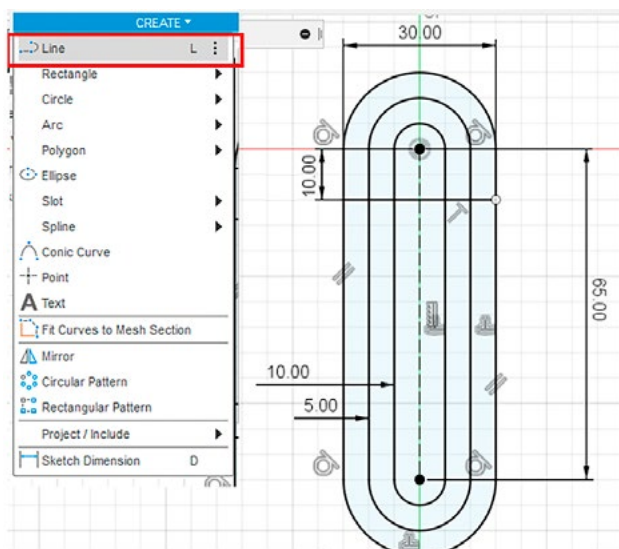 CREATE
Line L
Rectangle
Circle
Arc
Polygon
Ellipse
Slot
Spline
Conic Curve
Point
A Text
Fit Curves to Mesh Section
Mirror
Circular Pattern
Rectangular Pattern
Project / Include
Sketch Dimension D
30.00
10.00
65.00
10.00
5.00